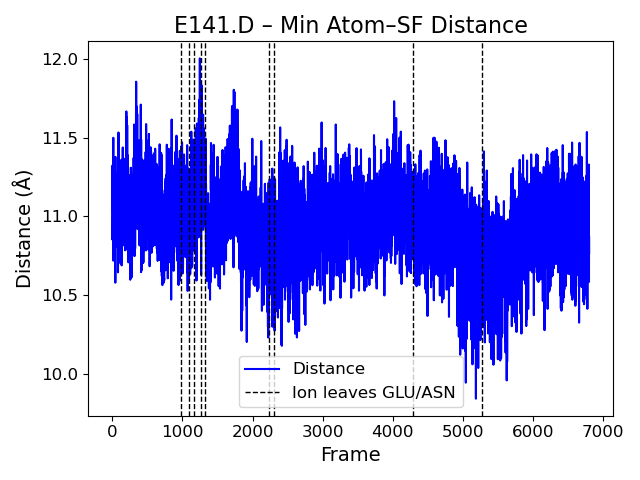 E141.D – Min Atom–SF Distance
Distance (Å)
12.0
11.5
11.0
10.5
10.0
Distance
Ion leaves GLU/ASN
0 1000 2000 3000 4000 5000 6000 7000
Frame